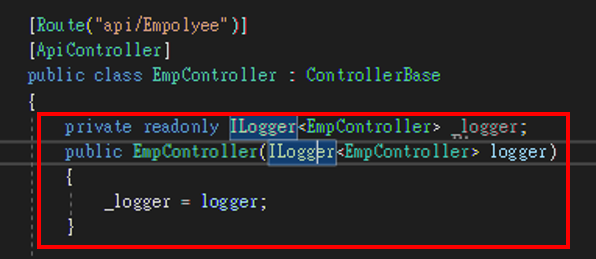 [Route("api/Empolyee")]
[ApiController]
public class EmpController : ControllerBase
{
private readonly ILogger<EmpController> _logger;
public EmpController(ILogger<EmpController> logger)
{
_logger = logger;
}